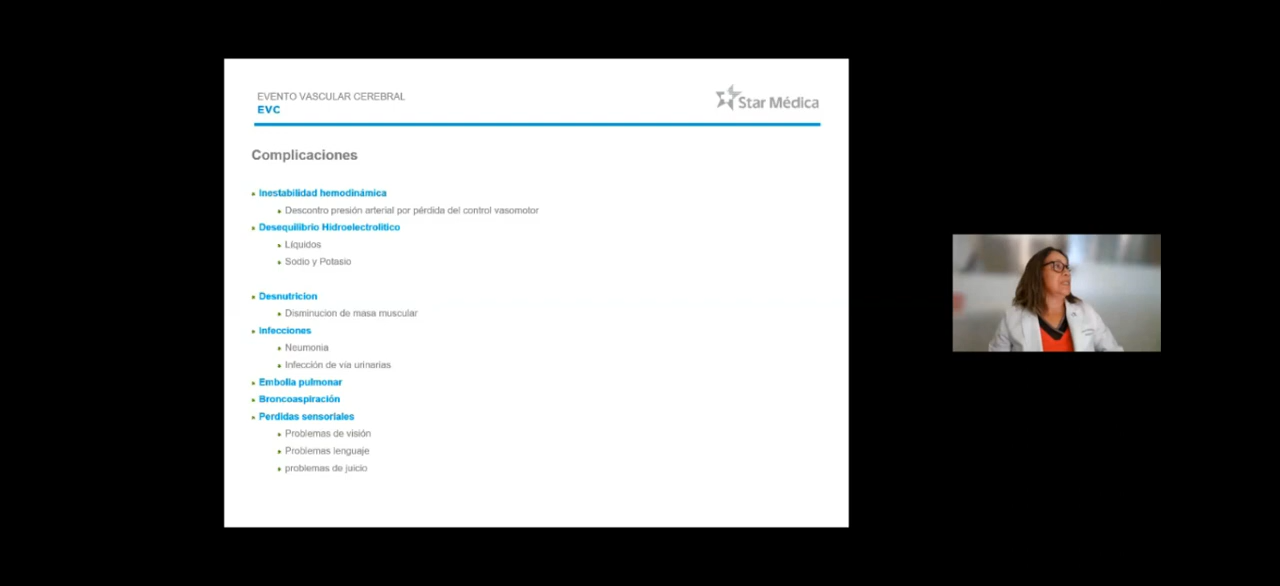 EVENTO VASCULAR CEREBRAL
EVC
Star Médica
Complicaciones
Inestabilidad hemodinámica
Descontro presión arterial por pérdida del control vasomotor
Desequilibrio Hidroelectrolítico
Líquidos
Sodio y Potasio
Desnutricion
Disminucion de masa muscular
Infecciones
Neumonia
Infección de via urinarias
Embolia pulmonar
Broncoaspiración
Perdidas sensoriales
Problemas de visión
Problemas lenguaje
problemas de juicio